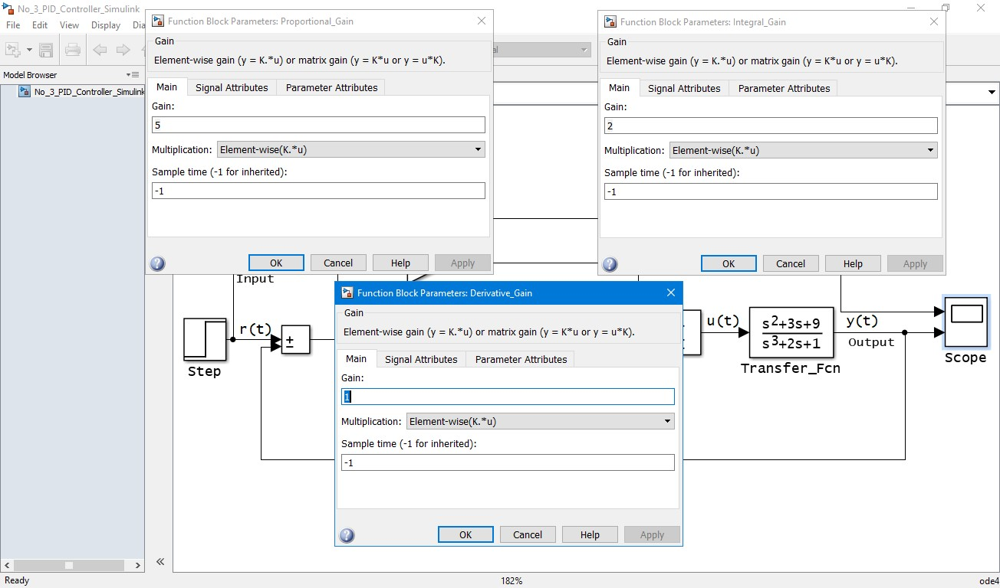 No_3_PID_Controller_Simulink
File Edit View Display Dia
Model Browser
No_3_PID_Controller_Simulink
Function Block Parameters: Proportional_Gain
Gain
Element-wise gain (y = K.*u) or matrix gain (y = K*u or y = u*K).
Main Signal Attributes Parameter Attributes
Gain:
5
Multiplication: Element-wise(K.*u)
Sample time (-1 for inherited):
-1
OK Cancel Help Apply
al
Function Block Parameters: Integral_Gain
Gain
Element-wise gain (y = K.*u) or matrix gain (y = K*u or y = u*K).
Main Signal Attributes Parameter Attributes
Gain:
2
Multiplication: Element-wise(K.*u)
Sample time (-1 for inherited):
-1
OK Cancel Help Apply
Input
r(t)
±
Step
Function Block Parameters: Derivative_Gain
Gain
Element-wise gain (y = K.*u) or matrix gain (y = K*u or y = u*K).
Main Signal Attributes Parameter Attributes
Gain:
1
Multiplication: Element-wise(K.*u)
Sample time (-1 for inherited):
-1
OK Cancel Help Apply
u(t)
s²+3s+9
s³+2s+1
Transfer_Fcn
y(t)
Output
Scope
Ready 182% ode4